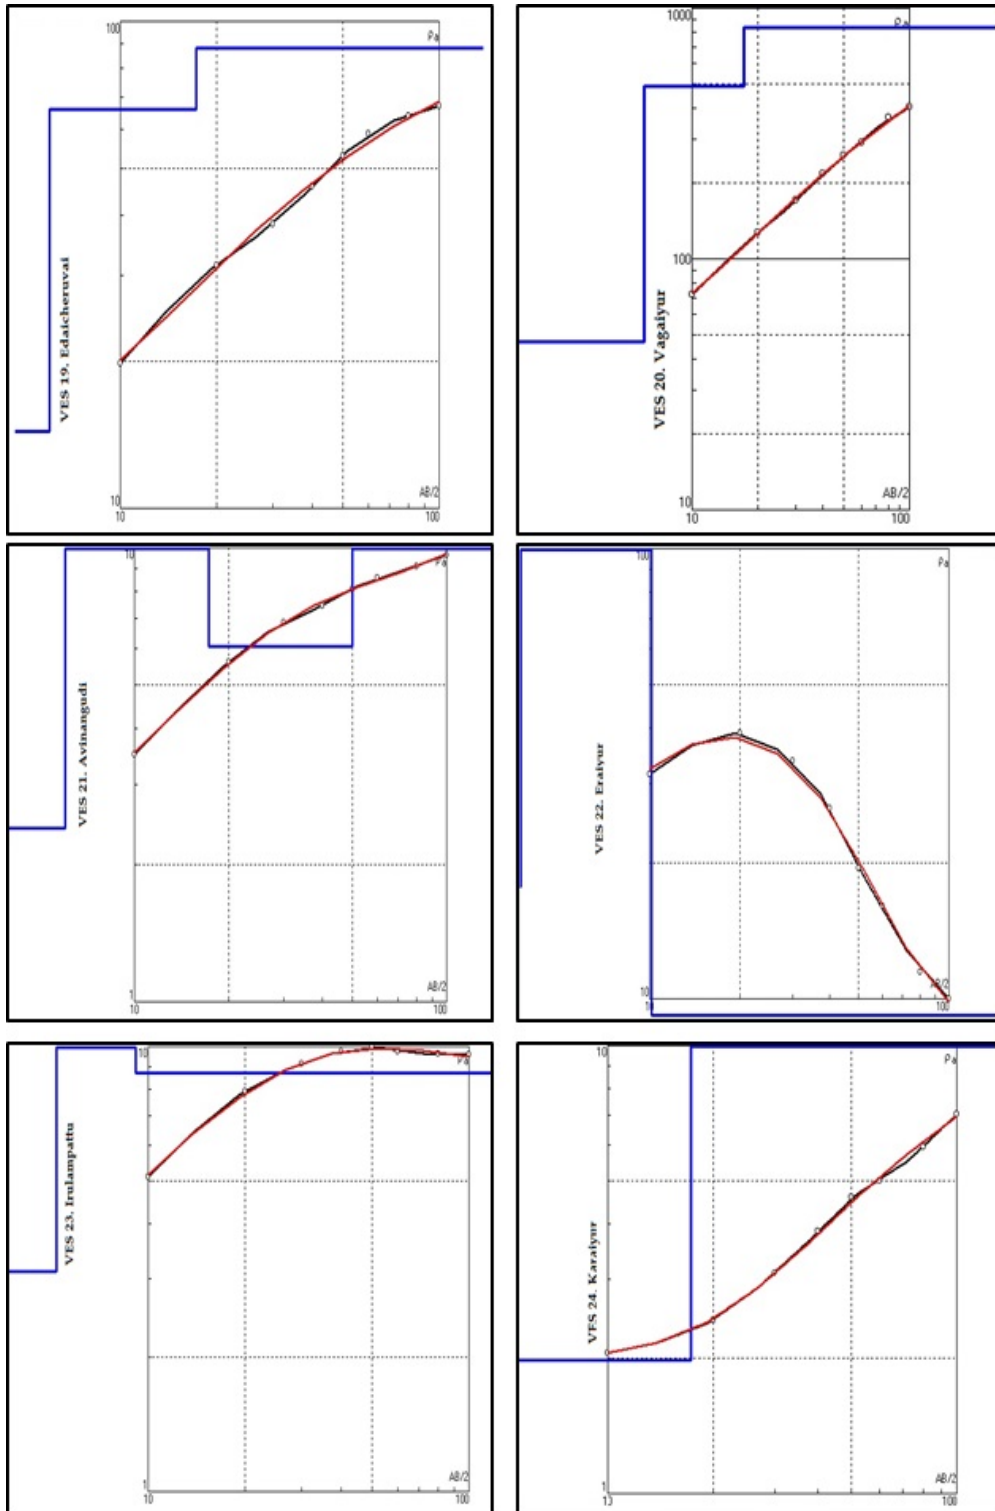 100
ρa
VES 19. Edaicheruvai
10
AB/2
10
100
1000
ρa
100
VES 20. Vagaiyur
10
AB/2
10
100
10
ρa
VES 21. Avinangudi
1
AB/2
10
100
100
ρa
VES 22. Eraiyur
10
AB/2
10
100
10
ρa
VES 23. Irulampattu
1
AB/2
10
100
10
ρa
VES 24. Karaiyur
1
AB/2
10
100